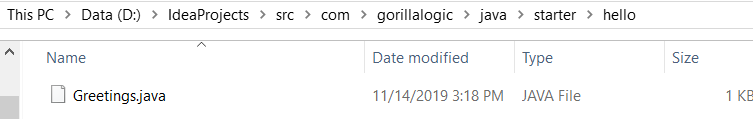 This PC > Data (D:) > IdeaProjects > src > com > gorillalogic > java > starter > hello
Name Date modified Type Size
Greetings.java 11/14/2019 3:18 PM JAVA File 1 KB